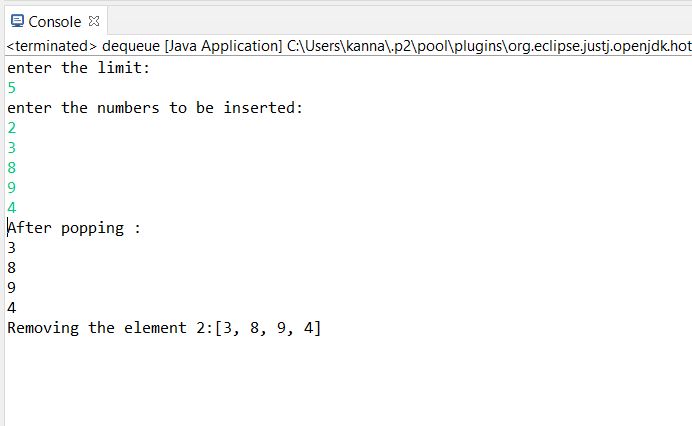 Console
<terminated> dequeue [Java Application] C:\Users\kanna\.p2\pool\plugins\org.eclipse.justj.openjdk.hot
enter the limit:
5
enter the numbers to be inserted:
2
3
8
9
4
After popping :
3
8
9
4
Removing the element 2:[3, 8, 9, 4]